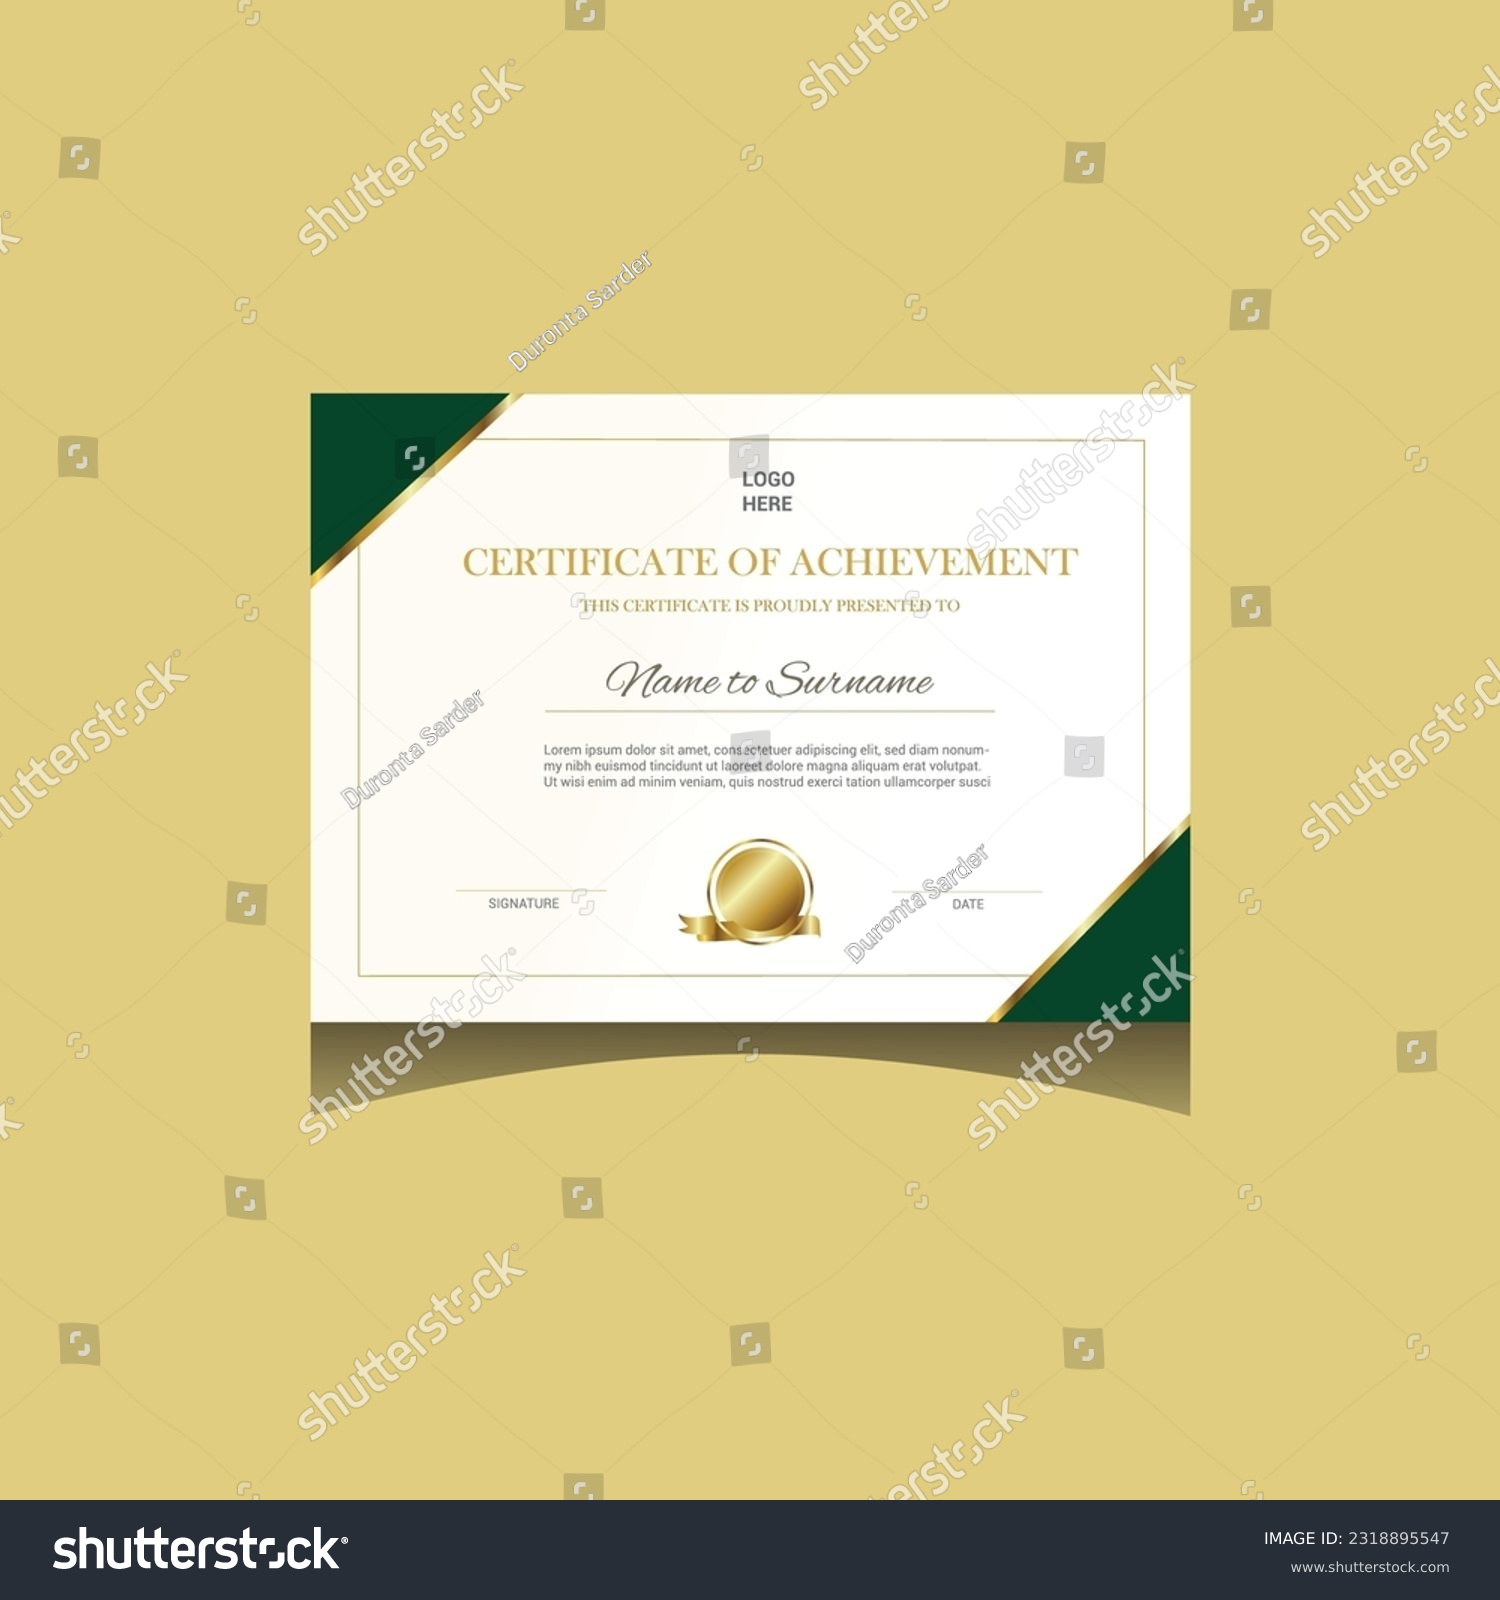 shutterstock
shutterstock
shutterstock
Duronta Sarder
LOGO
HERE
shutterstock
CERTIFICATE OF ACHIEVEMENT
THIS CERTIFICATE IS PROUDLY PRESENTED TO
Name to Surname
shutterstock
Duronta Sarder
shutterstock
Lorem ipsum dolor sit amet, consectetuer adipiscing elit, sed diam nonum-
my nibh euismod tincidunt ut laoreet dolore magna aliquam erat volutpat.
Ut wisi enim ad minim veniam, quis nostrud exerci tation ullamcorper susci
Duronta Sarder
SIGNATURE
DATE
shutterstock
shutterstock
shutterstock
shutterstock
shutterstock
IMAGE ID: 2318895547
www.shutterstock.com